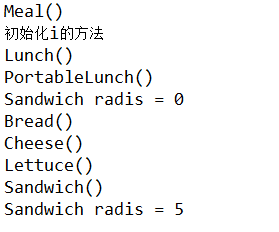 Meal()
初始化i的方法
Lunch()
PortableLunch()
Sandwich radis = 0
Bread()
Cheese()
Lettuce()
Sandwich()
Sandwich radis = 5